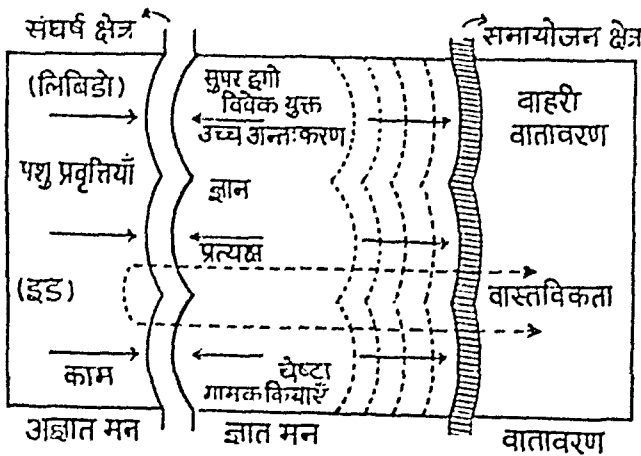 संघर्ष क्षेत्र
समायोजन क्षेत्र
(लिबिडो)
सुपर इगो
विवेक युक्त
उच्च अन्तःकरण
वाहरी
वातावरण
पशु प्रवृत्तियाँ
ज्ञान
प्रत्यक्ष
(इड)
वास्तविकता
काम
चेष्टा
गामक कियाएँ
अज्ञात मन
ज्ञात मन
वातावरण